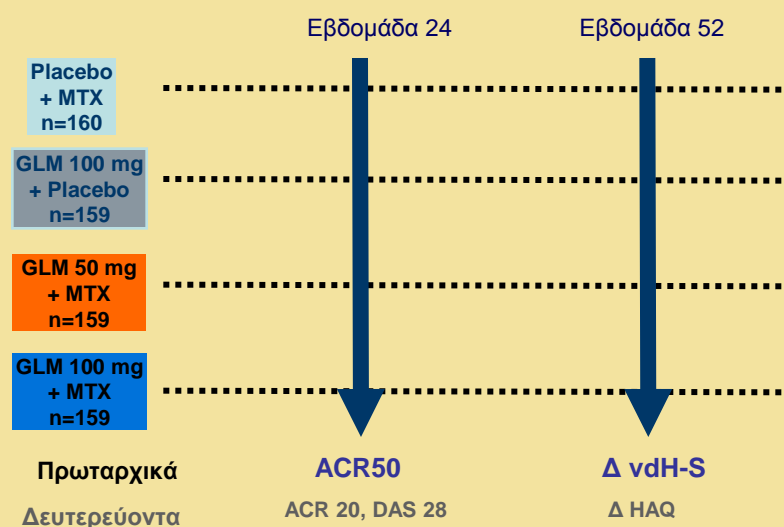 Εβδομάδα 24 Εβδομάδα 52
Placebo
+ MTX
n=160
GLM 100 mg
+ Placebo
n=159
GLM 50 mg
+ MTX
n=159
GLM 100 mg
+ MTX
n=159
Πρωταρχικά ACR50 Δ vdH-S
Δευτερεύοντα ACR 20, DAS 28 Δ HAQ